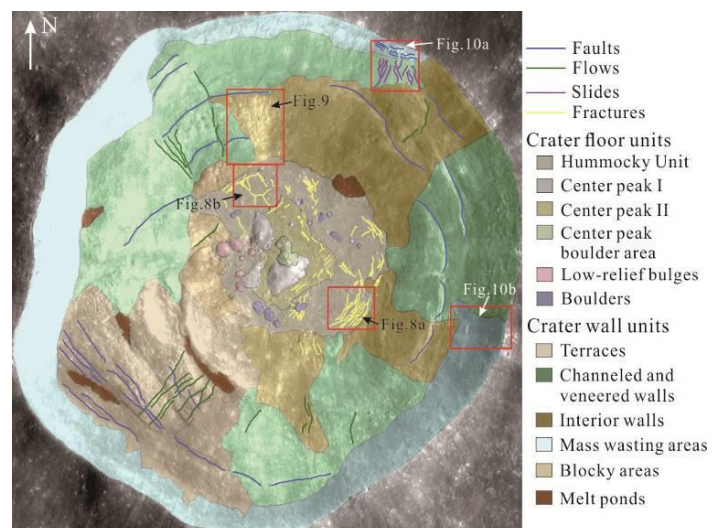 N
Fig.10a
Fig.9
Fig.8b
Fig.10b
Fig.8a
Faults
Flows
Slides
Fractures
Crater floor units
Hummocky Unit
Center peak I
Center peak II
Center peak
boulder area
Low-relief bulges
Boulders
Crater wall units
Terraces
Channeled and
veneered walls
Interior walls
Mass wasting areas
Blocky areas
Melt ponds